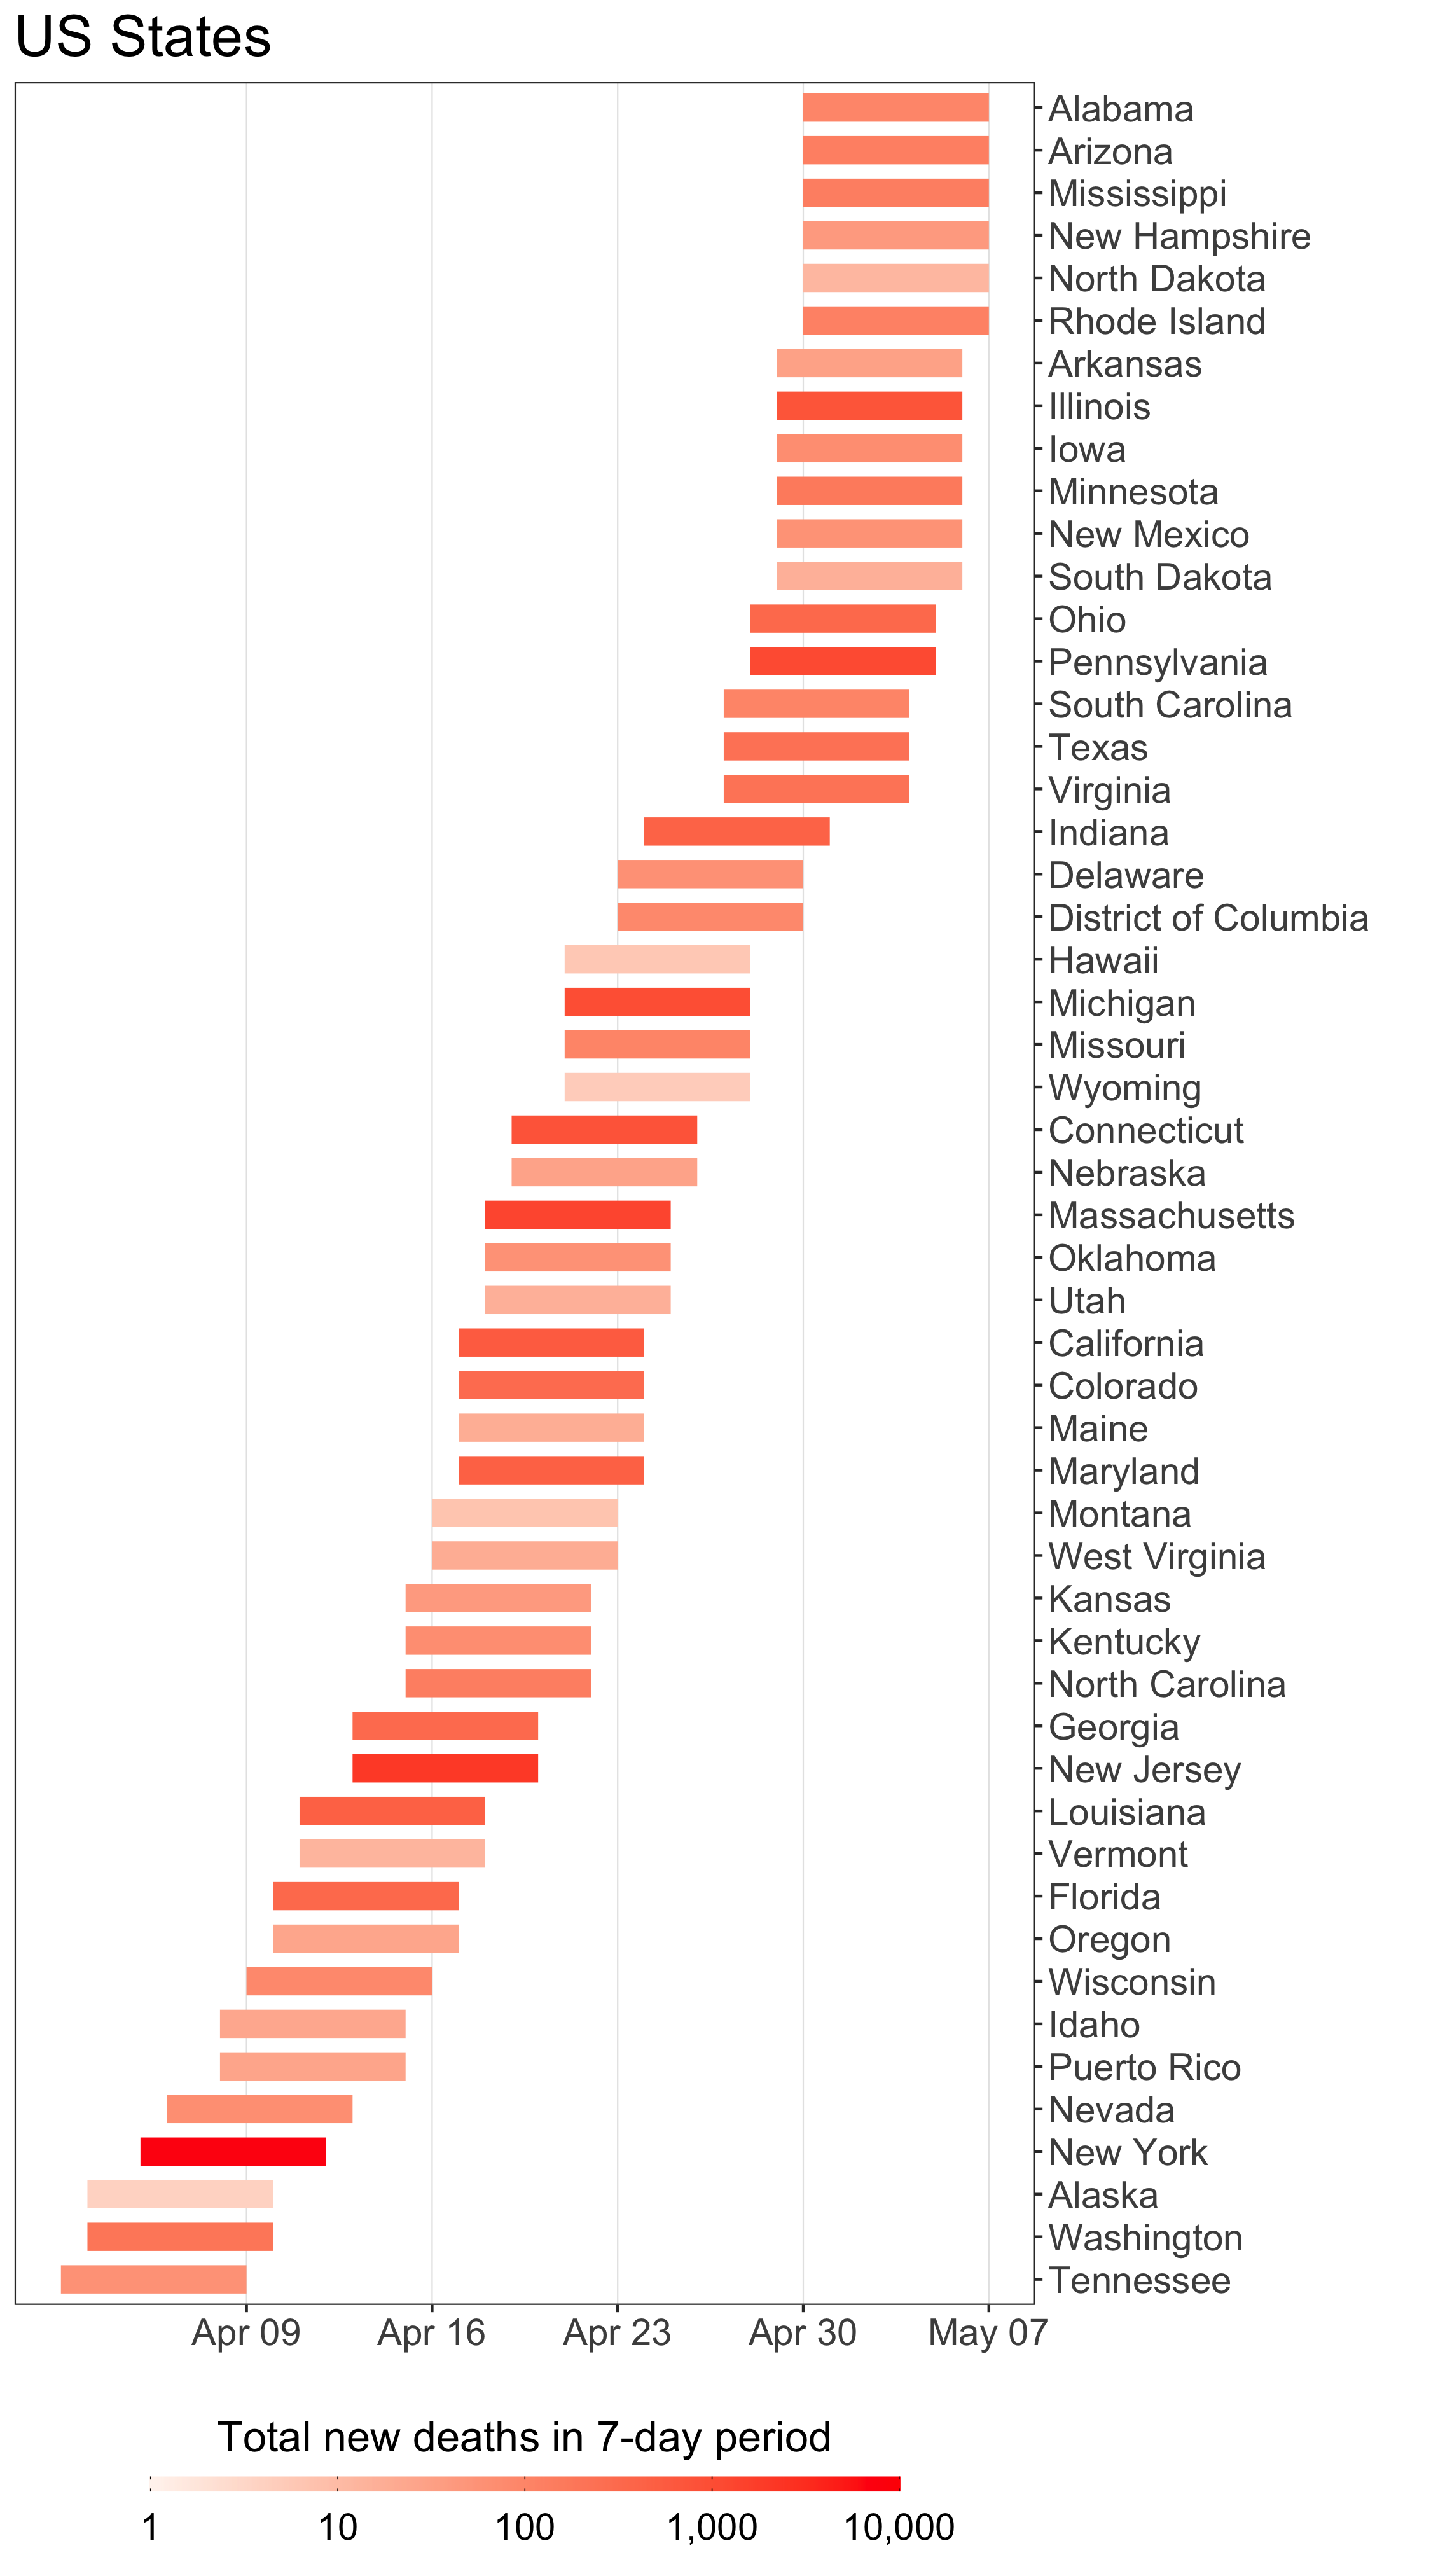 US States
Alabama
Arizona
Mississippi
New Hampshire
North Dakota
Rhode Island
Arkansas
Illinois
Iowa
Minnesota
New Mexico
South Dakota
Ohio
Pennsylvania
South Carolina
Texas
Virginia
Indiana
Delaware
District of Columbia
Hawaii
Michigan
Missouri
Wyoming
Connecticut
Nebraska
Massachusetts
Oklahoma
Utah
California
Colorado
Maine
Maryland
Montana
West Virginia
Kansas
Kentucky
North Carolina
Georgia
New Jersey
Louisiana
Vermont
Florida
Oregon
Wisconsin
Idaho
Puerto Rico
Nevada
New York
Alaska
Washington
Tennessee
Apr 09 Apr 16 Apr 23 Apr 30 May 07
Total new deaths in 7-day period
1 10 100 1,000 10,000